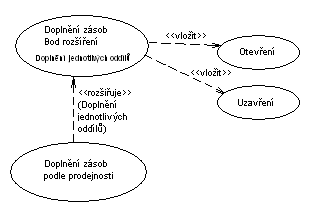 Doplnění zásob
Bod rozšíření
Doplnění jednotlivých oddílů
<<vložit>>
Otevření
<<vložit>>
Uzavření
<<rozšiřuje>>
(Doplnění
jednotlivých
oddílů)
Doplnění zásob
podle prodejnosti